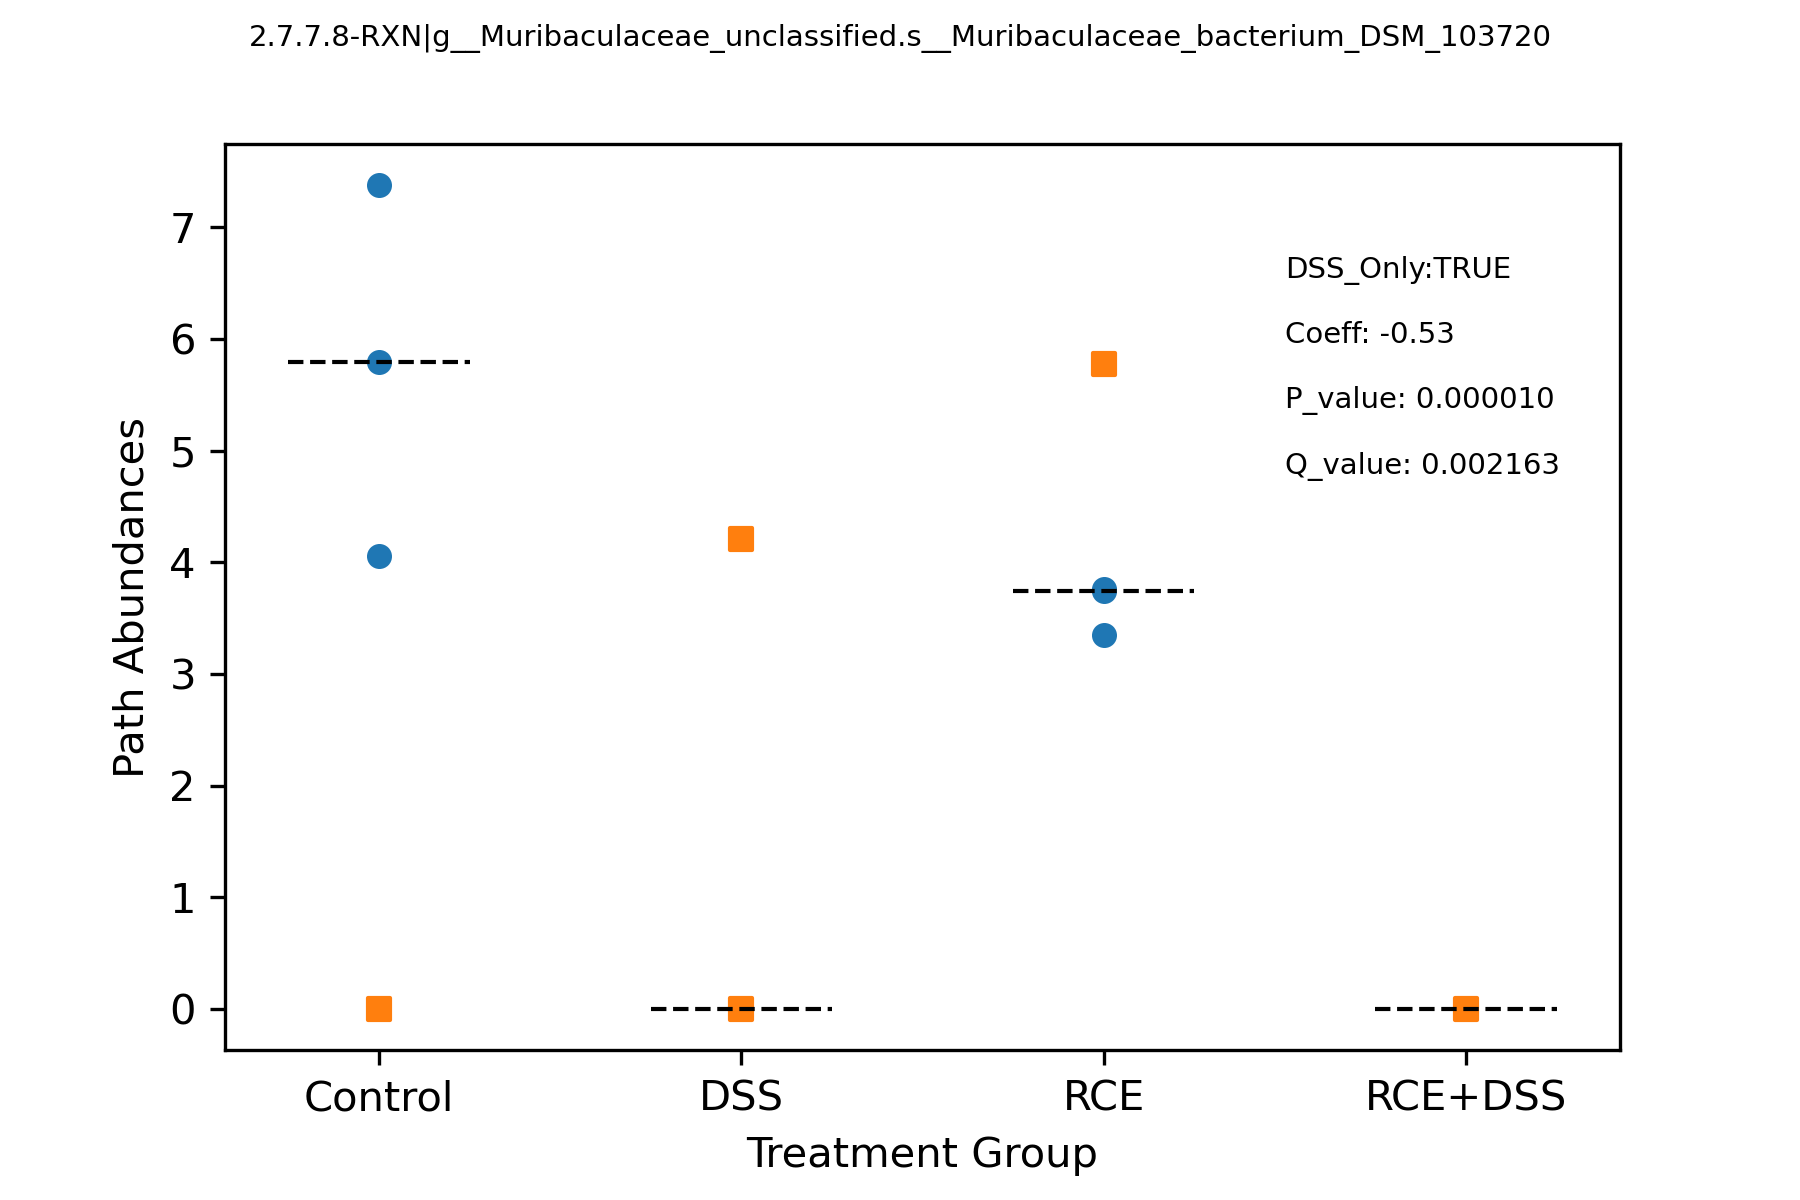 2.7.7.8-RXN|g__Muribaculaceae_unclassified.s__Muribaculaceae_bacterium_DSM_103720
7
6
5
4
3
2
1
0
Path Abundances
DSS_Only:TRUE
Coeff: -0.53
P_value: 0.000010
Q_value: 0.002163
Control DSS RCE RCE+DSS
Treatment Group